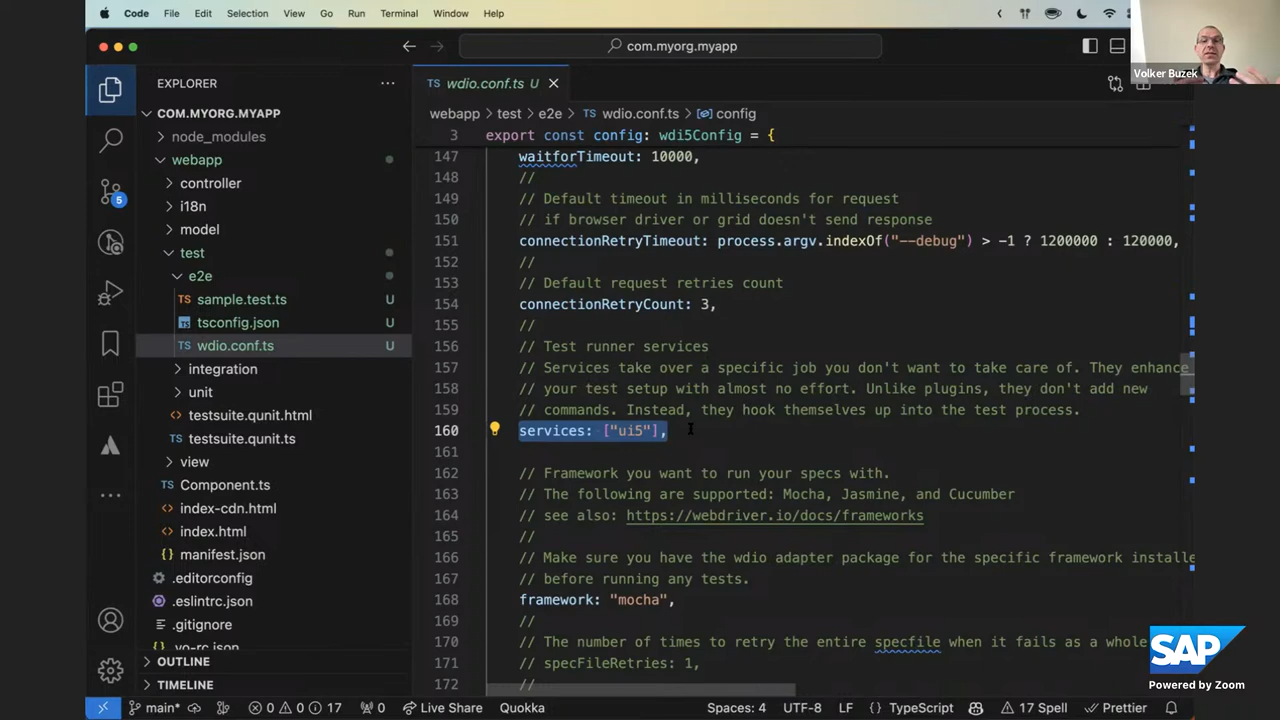 Code File Edit Selection View Go Run Terminal Window Help
com.myorg.myapp
Volker Buzek
EXPLORER
COM.MYORG.MYAPP
node_modules
webapp
controller
i18n
model
test
e2e
TS sample.test.ts U
TS tsconfig.json U
TS wdio.conf.ts U
integration
unit
testsuite.qunit.html
TS testsuite.qunit.ts
view
TS Component.ts
index-cdn.html
index.html
manifest.json
.editorconfig
.eslintrc.json
.gitignore
.yo-rc.json
OUTLINE
TIMELINE
5
TS wdio.conf.ts U
webapp > test > e2e > TS wdio.conf.ts > config
3 export const config: wdi5Config = {
147 waitforTimeout: 10000,
148 //
149 // Default timeout in milliseconds for request
150 // if browser driver or grid doesn't send response
151 connectionRetryTimeout: process.argv.indexOf("--debug") > -1 ? 1200000 : 120000,
152 //
153 // Default request retries count
154 connectionRetryCount: 3,
155 //
156 // Test runner services
157 // Services take over a specific job you don't want to take care of. They enhance
158 // your test setup with almost no effort. Unlike plugins, they don't add new
159 // commands. Instead, they hook themselves up into the test process.
160 services: ["ui5"],
161
162 // Framework you want to run your specs with.
163 // The following are supported: Mocha, Jasmine, and Cucumber
164 // see also: https://webdriver.io/docs/frameworks
165 //
166 // Make sure you have the wdio adapter package for the specific framework installe
167 // before running any tests.
168 framework: "mocha",
169 //
170 // The number of times to retry the entire specfile when it fails as a whole
171 // specFileRetries: 1,
172 //
SAP
Powered by Zoom
main* 0 0 17 0 Live Share Quokka Spaces: 4 UTF-8 LF {} TypeScript 17 Spell Prettier